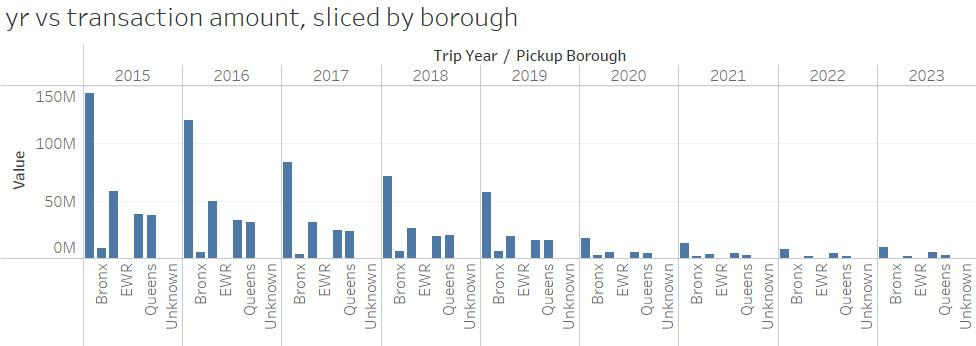 yr vs transaction amount, sliced by borough
Trip Year / Pickup Borough
2015 2016 2017 2018 2019 2020 2021 2022 2023
150M
100M
50M
0M
Value
Bronx EWR Queens Unknown Bronx EWR Queens Unknown Bronx EWR Queens Unknown Bronx EWR Queens Unknown Bronx EWR Queens Unknown Bronx EWR Queens Unknown Bronx EWR Queens Unknown Bronx EWR Queens Unknown Bronx EWR Queens Unknown